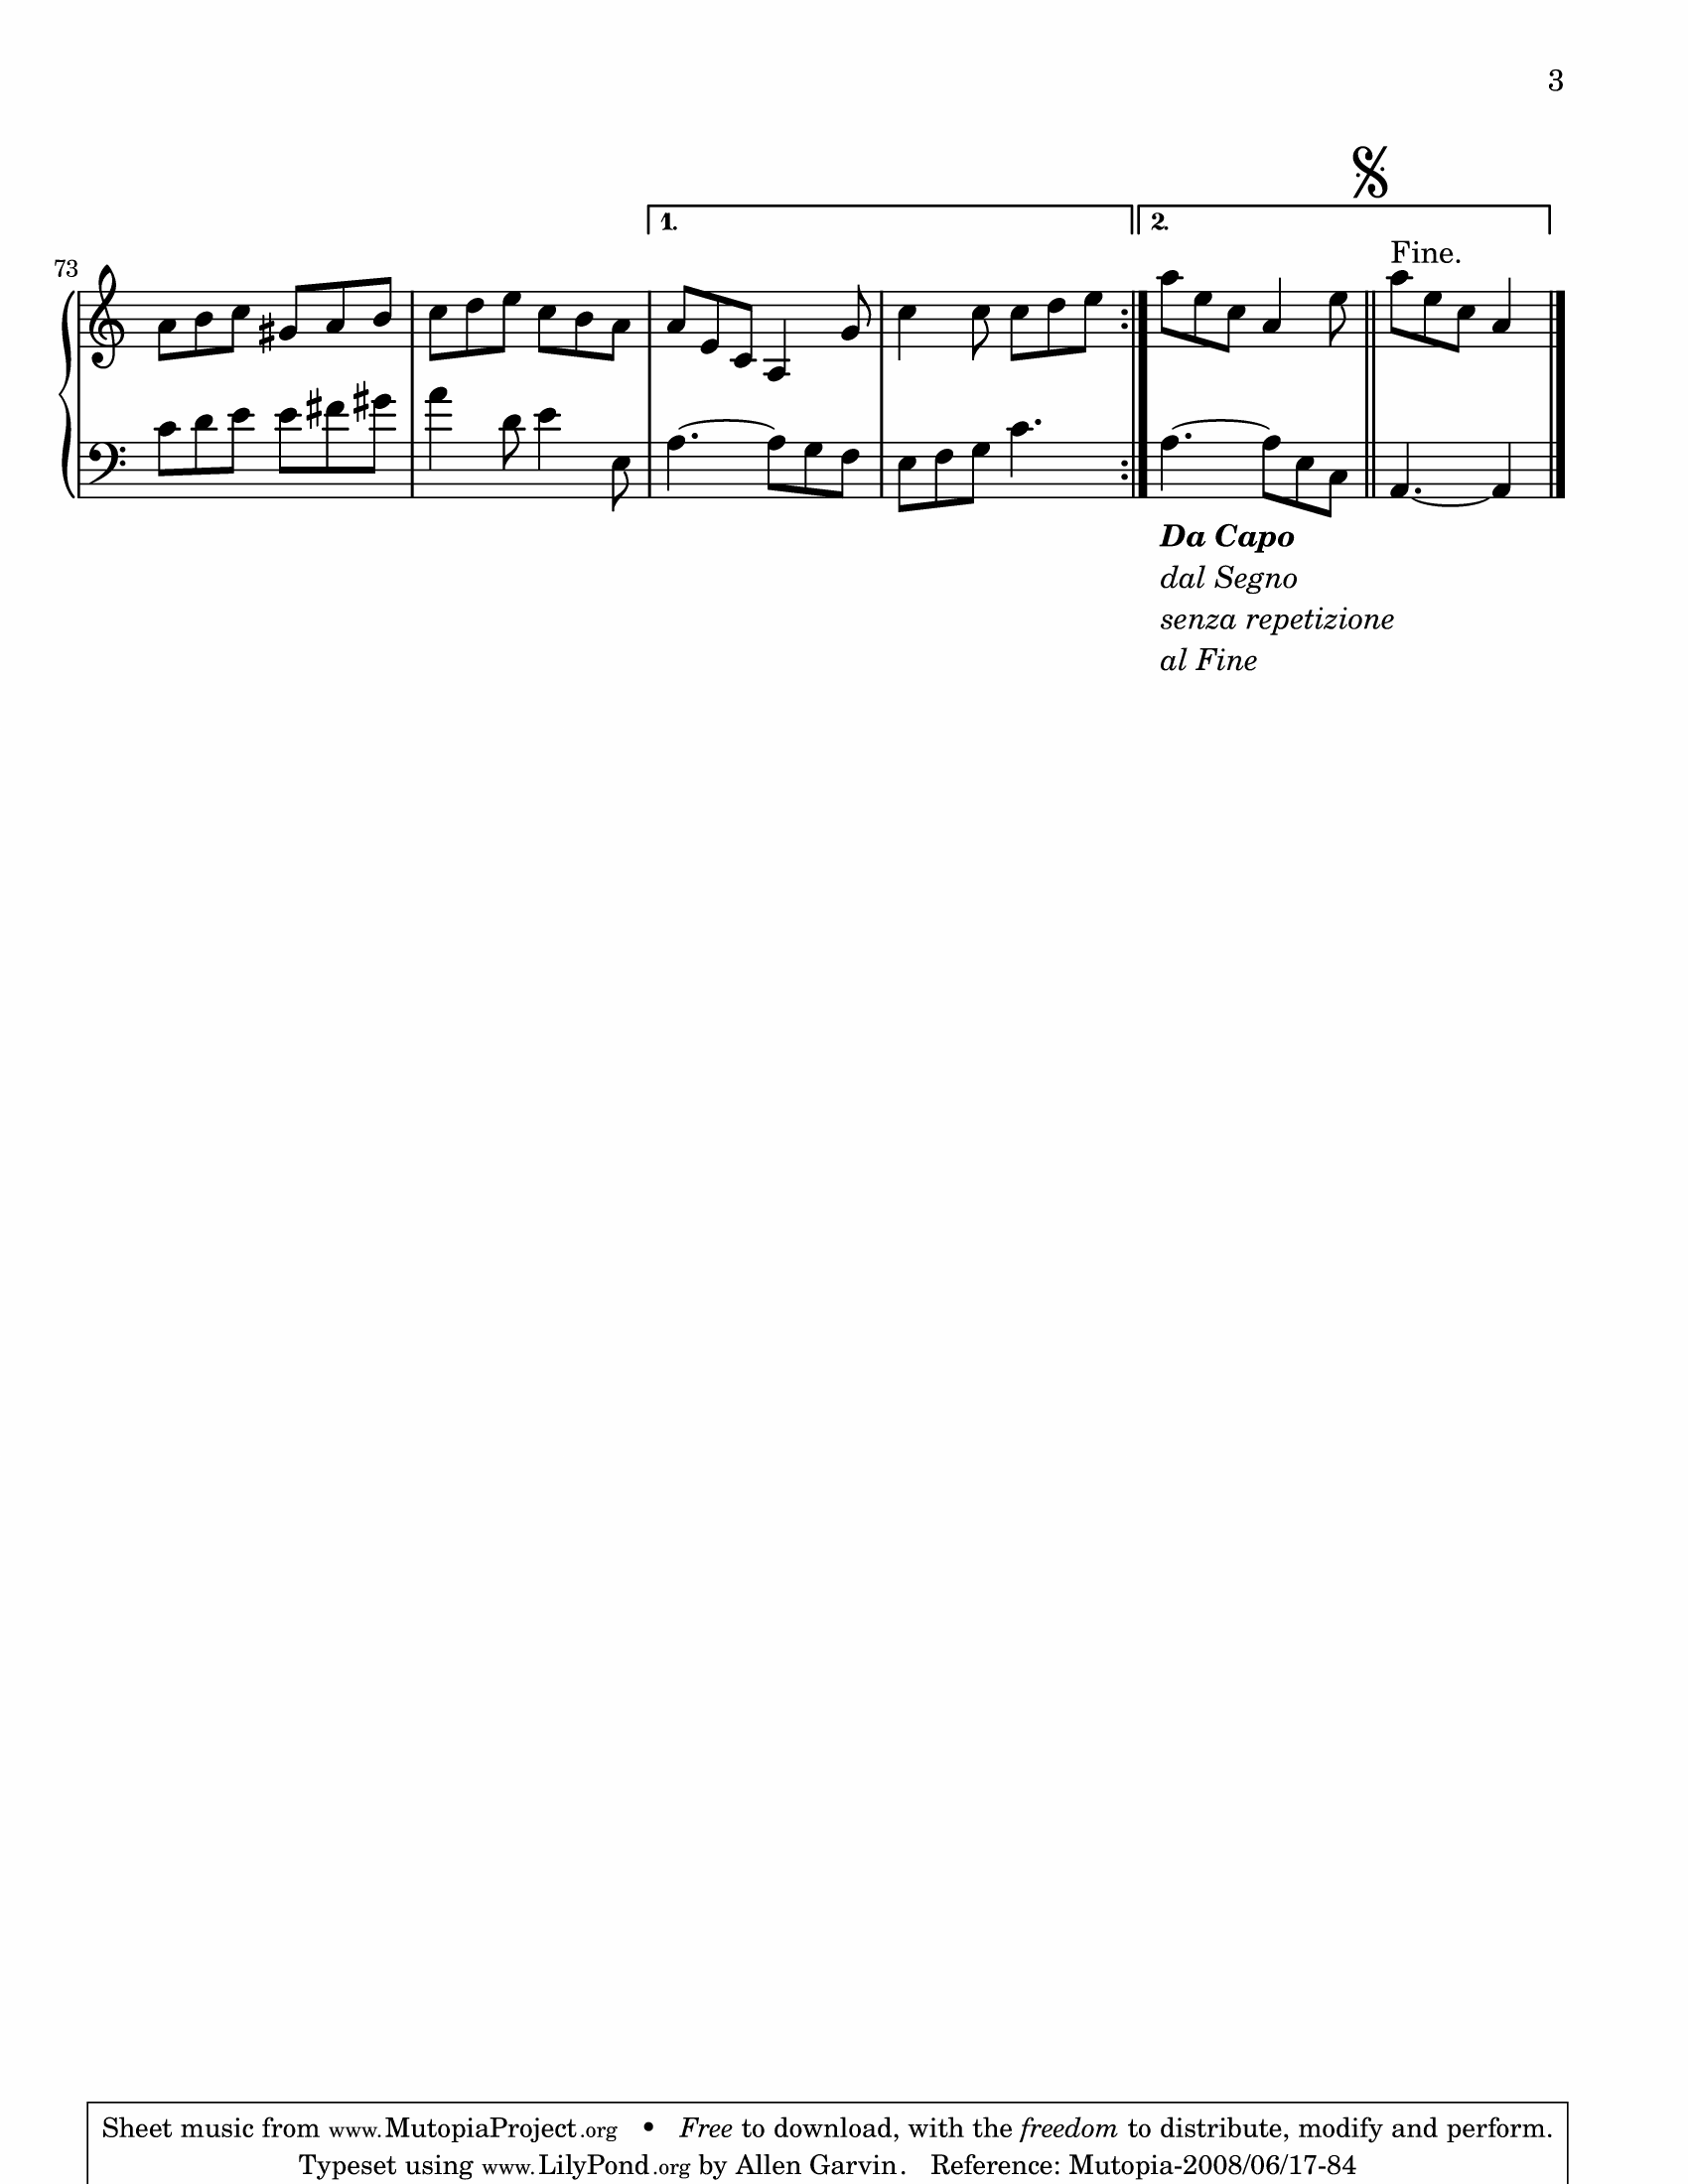 3
1.
2.
Fine.
73
Da Capo
dal Segno
senza repetizione
al Fine
Sheet music from www.MutopiaProject.org • Free to download, with the freedom to distribute, modify and perform.
Typeset using www.LilyPond.org by Allen Garvin. Reference: Mutopia-2008/06/17-84